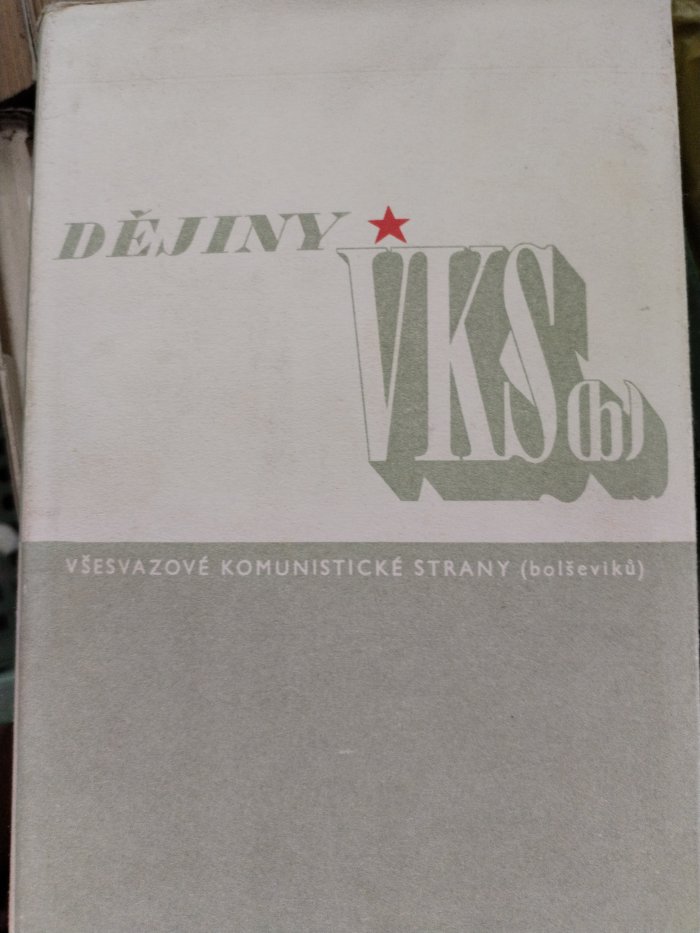 DĚJINY
VKS(b)
VŠESVAZOVÉ KOMUNISTICKÉ STRANY (bolševiků)